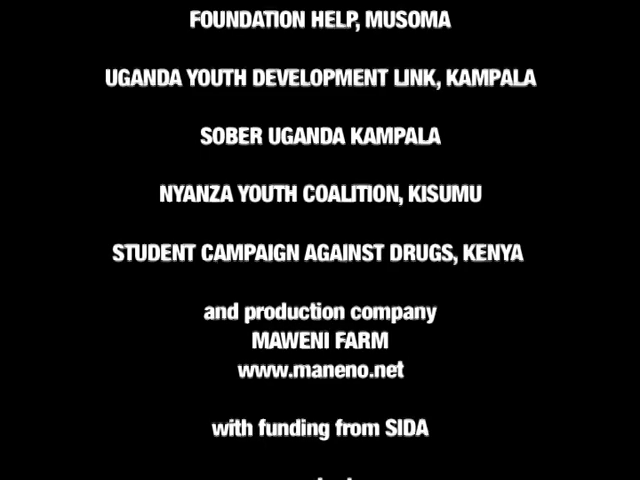 FOUNDATION HELP, MUSOMA
UGANDA YOUTH DEVELOPMENT LINK, KAMPALA
SOBER UGANDA KAMPALA
NYANZA YOUTH COALITION, KISUMU
STUDENT CAMPAIGN AGAINST DRUGS, KENYA
and production company
MAWENI FARM
www.maneno.net
with funding from SIDA